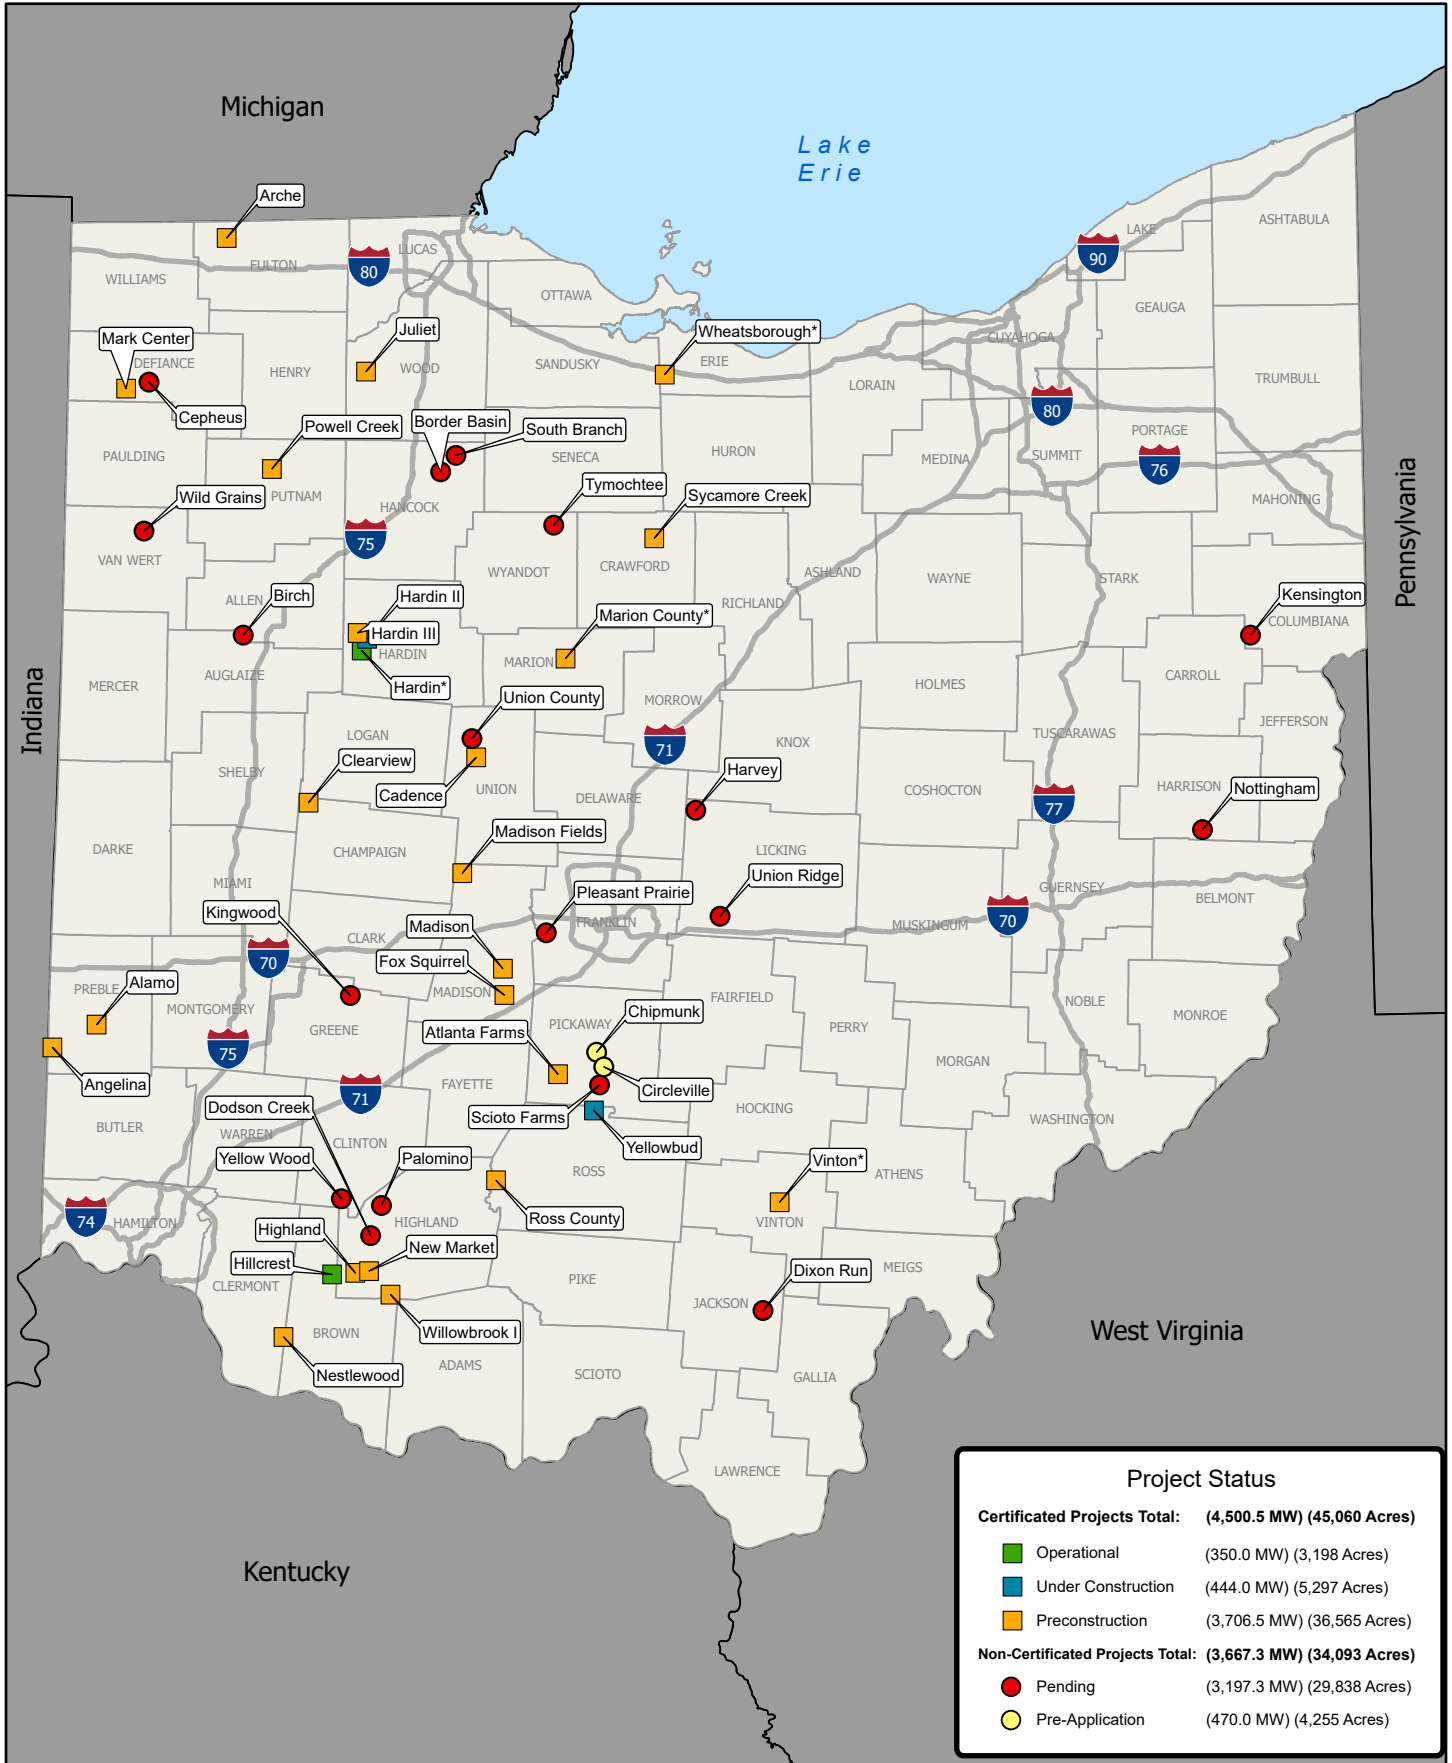 Michigan
Lake
Erie
Arche
ASHTABULA
LAKE
90
LUCAS
FULTON
80
WILLIAMS
OTTAWA
GEAUGA
Juliet
Wheatsborough*
Mark Center
DEFIANCE
CUYAHOGA
ERIE
SANDUSKY
WOOD
HENRY
TRUMBULL
LORAIN
80
Cepheus
Powell Creek
Border Basin
South Branch
PORTAGE
HURON
SUMMIT
MEDINA
SENECA
PAULDING
76
Pennsylvania
Tymochtee
Sycamore Creek
Wild Grains
PUTNAM
MAHONING
HANCOCK
75
VAN WERT
CRAWFORD
WYANDOT
ASHLAND
WAYNE
STARK
Birch
ALLEN
Hardin II
Kensington
RICHLAND
Marion County*
COLUMBIANA
Hardin III
HARDIN
MARION
AUGLAIZE
CARROLL
MERCER
Hardin*
HOLMES
Indiana
Union County
MORROW
JEFFERSON
LOGAN
TUSCARAWAS
KNOX
71
Clearview
SHELBY
Harvey
HARRISON
Nottingham
Cadence
UNION
DELAWARE
COSHOCTON
77
Madison Fields
DARKE
CHAMPAIGN
LICKING
MIAMI
Union Ridge
GUERNSEY
Pleasant Prairie
BELMONT
Kingwood
FRANKLIN
70
MUSKINGUM
Madison
CLARK
70
Fox Squirrel
Alamo
PREBLE
MADISON
FAIRFIELD
NOBLE
MONTGOMERY
Chipmunk
MONROE
PICKAWAY
PERRY
GREENE
Atlanta Farms
75
MORGAN
Angelina
FAYETTE
Circleville
71
Dodson Creek
HOCKING
Scioto Farms
WASHINGTON
BUTLER
WARREN
CLINTON
Yellowbud
Yellow Wood
Palomino
Vinton*
ROSS
ATHENS
74
HAMILTON
Highland
HIGHLAND
Ross County
VINTON
New Market
Hillcrest
MEIGS
Dixon Run
PIKE
CLERMONT
JACKSON
BROWN
Willowbrook I
West Virginia
ADAMS
Nestlewood
SCIOTO
GALLIA
LAWRENCE
Kentucky
Project Status
Certificated Projects Total: (4,500.5 MW) (45,060 Acres)
Operational (350.0 MW) (3,198 Acres)
Under Construction (444.0 MW) (5,297 Acres)
Preconstruction (3,706.5 MW) (36,565 Acres)
Non-Certificated Projects Total: (3,667.3 MW) (34,093 Acres)
Pending (3,197.3 MW) (29,838 Acres)
Pre-Application (470.0 MW) (4,255 Acres)